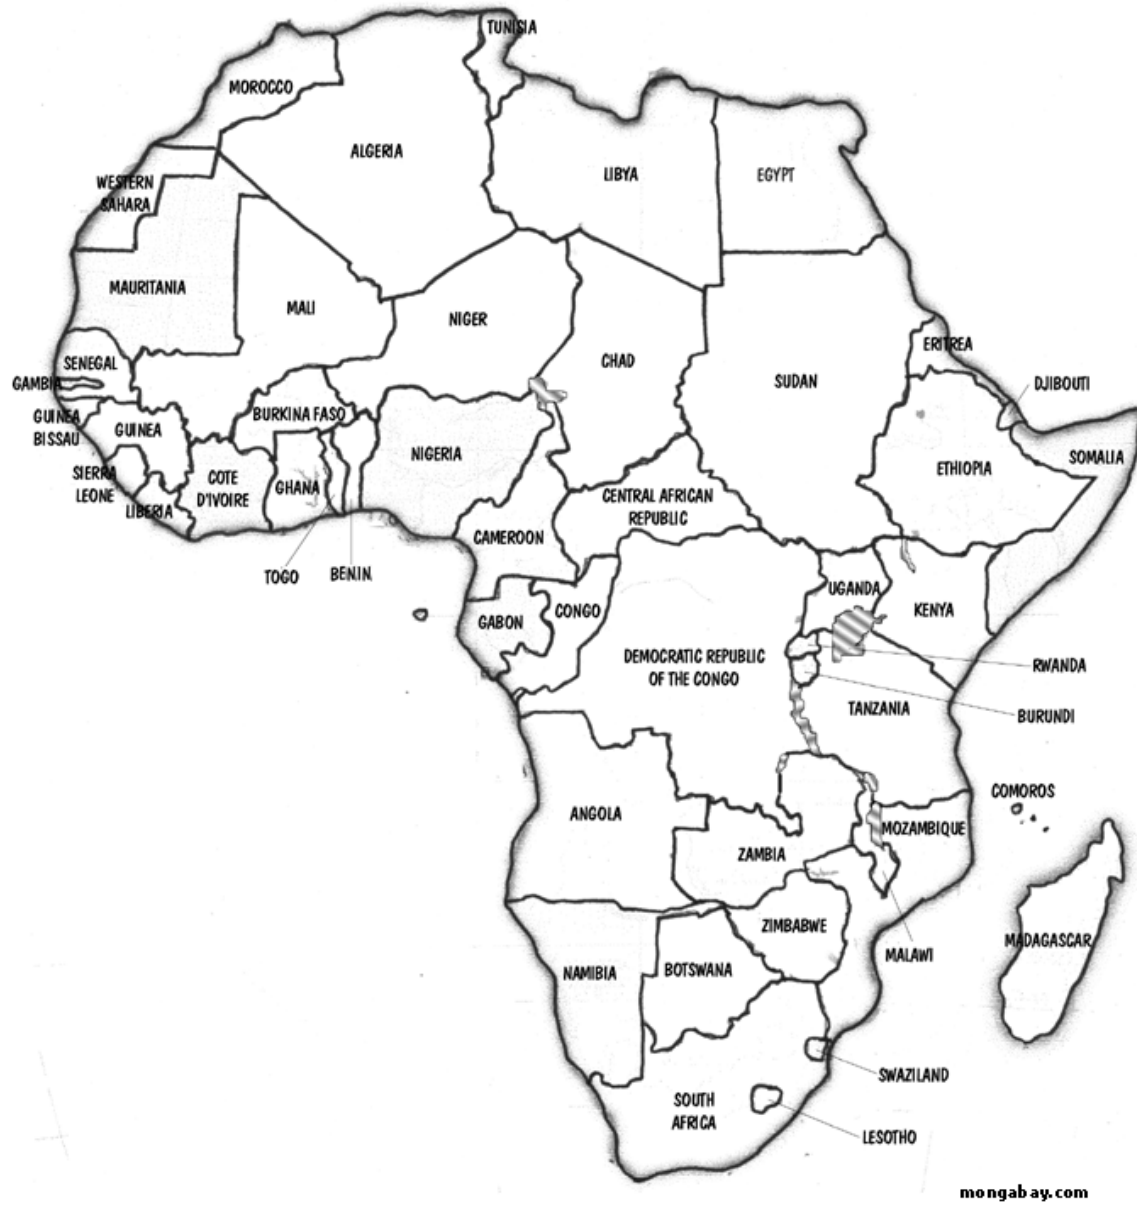 TUNISIA
MOROCCO
ALGERIA
LIBYA
EGYPT
WESTERN
SAHARA
MAURITANIA
MALI
NIGER
CHAD
SUDAN
ERITREA
SENEGAL
GAMBIA
DJIBOUTI
GUINEA
BISSAU
GUINEA
BURKINA FASO
NIGERIA
ETHIOPIA
SOMALIA
SIERRA
LEONE
COTE
D'IVOIRE
GHANA
LIBERIA
CENTRAL AFRICAN
REPUBLIC
CAMEROON
TOGO
BENIN
UGANDA
KENYA
GABON
CONGO
DEMOCRATIC REPUBLIC
OF THE CONGO
RWANDA
TANZANIA
BURUNDI
COMOROS
ANGOLA
MOZAMBIQUE
ZAMBIA
ZIMBABWE
MALAWI
MADAGASCAR
NAMIBIA
BOTSWANA
SWAZILAND
SOUTH
AFRICA
LESOTHO
mongabay.com